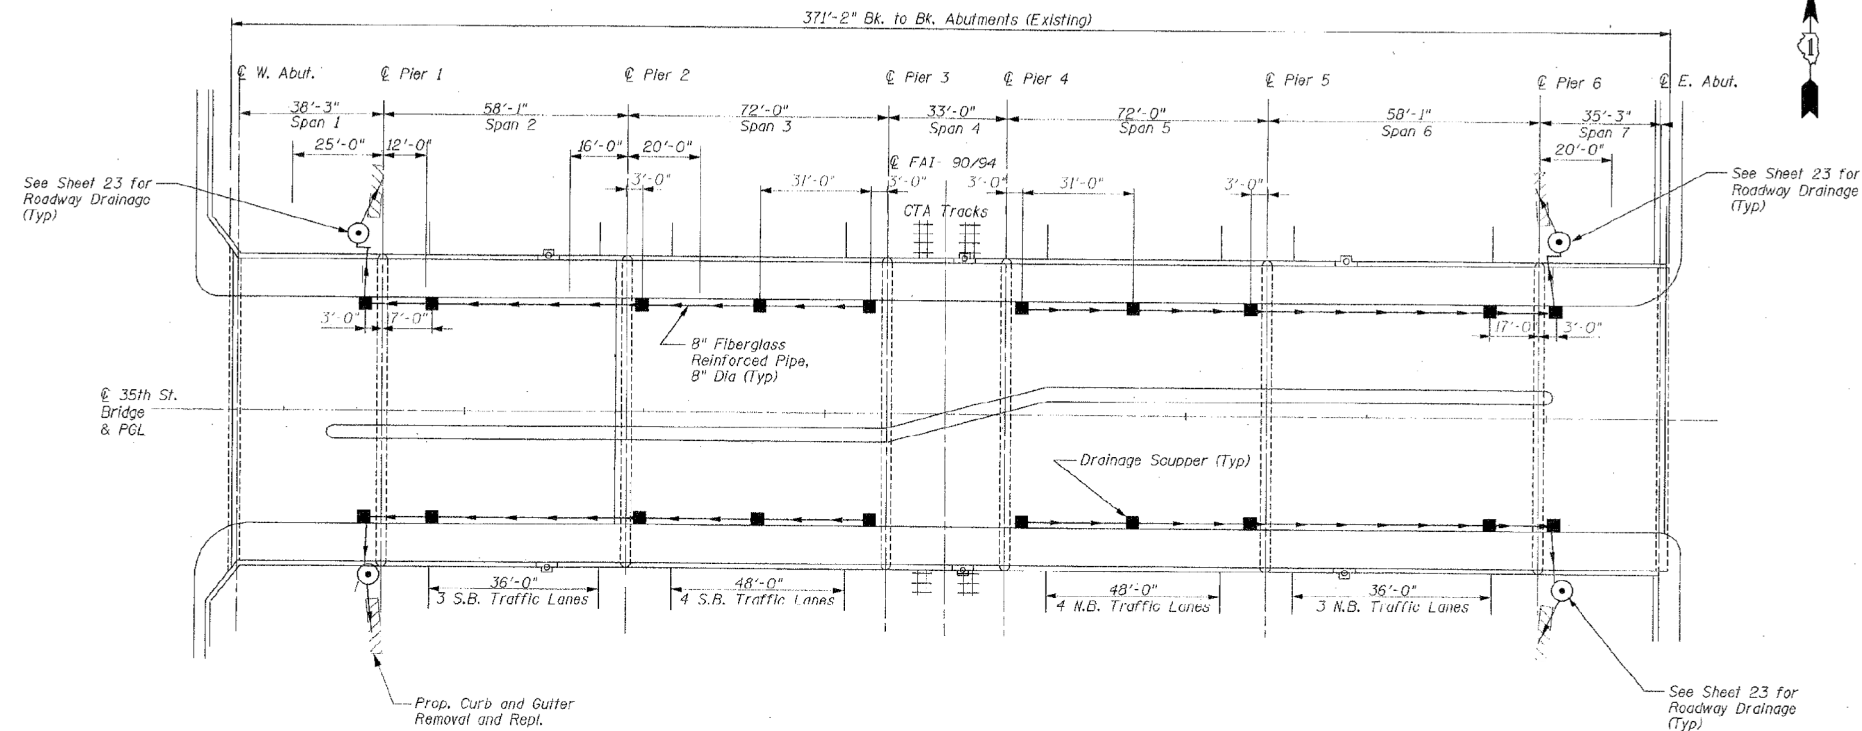 371'-2" Bk. to Bk. Abutments (Existing)
1
℄ W. Abut.
℄ Pier 1
℄ Pier 2
℄ Pier 3
℄ Pier 4
℄ Pier 5
℄ Pier 6
℄ E. Abut.
38'-3"
Span 1
58'-1"
Span 2
72'-0"
Span 3
33'-0"
Span 4
72'-0"
Span 5
58'-1"
Span 6
35'-3"
Span 7
25'-0"
12'-0"
16'-0"
20'-0"
℄ FAI- 90/94
20'-0"
3'-0"
31'-0"
3'-0"
3'-0"
31'-0"
3'-0"
CTA Tracks
See Sheet 23 for
Roadway Drainage
(Typ)
See Sheet 23 for
Roadway Drainage
(Typ)
3'-0"
17'-0"
17'-0"
3'-0"
8" Fiberglass
Reinforced Pipe,
8" Dia (Typ)
℄ 35th St.
Bridge
& PGL
Drainage Scupper (Typ)
36'-0"
3 S.B. Traffic Lanes
48'-0"
4 S.B. Traffic Lanes
48'-0"
4 N.B. Traffic Lanes
36'-0"
3 N.B. Traffic Lanes
Prop. Curb and Gutter
Removal and Repl.
See Sheet 23 for
Roadway Drainage
(Typ)